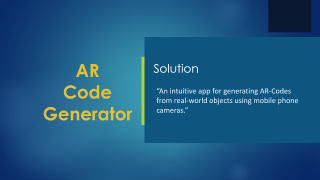 AR
Code
Generator
Solution
“An intuitive app for generating AR-Codes
from real-world objects using mobile phone
cameras.”